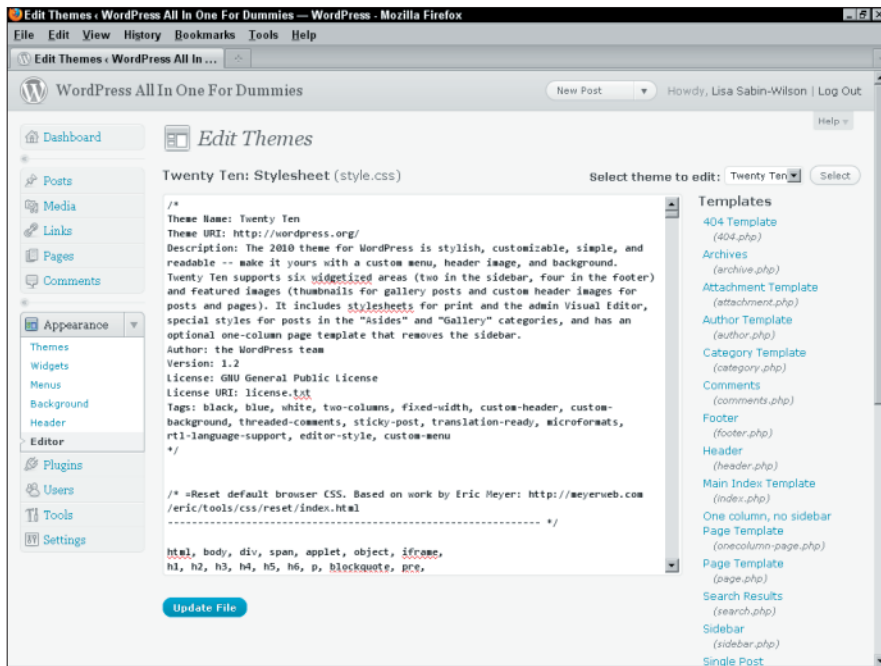 Edit Themes ‹ WordPress All In One For Dummies — WordPress - Mozilla Firefox
File Edit View History Bookmarks Tools Help
Edit Themes ‹ WordPress All In ...
WordPress All In One For Dummies
New Post
Howdy, Lisa Sabin-Wilson | Log Out
Help
Dashboard
Posts
Media
Links
Pages
Comments
Appearance
Themes
Widgets
Menus
Background
Header
Editor
Plugins
Users
Tools
Settings
Edit Themes
Twenty Ten: Stylesheet (style.css)
Select theme to edit: Twenty Ten Select
/*
Theme Name: Twenty Ten
Theme URI: http://wordpress.org/
Description: The 2010 theme for WordPress is stylish, customizable, simple, and
readable -- make it yours with a custom menu, header image, and background.
Twenty Ten supports six widgetized areas (two in the sidebar, four in the footer)
and featured images (thumbnails for gallery posts and custom header images for
posts and pages). It includes stylesheets for print and the admin Visual Editor,
special styles for posts in the "Asides" and "Gallery" categories, and has an
optional one-column page template that removes the sidebar.
Author: the WordPress team
Version: 1.2
License: GNU General Public License
License URI: license.txt
Tags: black, blue, white, two-columns, fixed-width, custom-header, custom-
background, threaded-comments, sticky-post, translation-ready, microformats,
rtl-language-support, editor-style, custom-menu
*/
/* =Reset default browser CSS. Based on work by Eric Meyer: http://meyerweb.com
/eric/tools/css/reset/index.html
-------------------------------------------------------------- */
html, body, div, span, applet, object, iframe,
h1, h2, h3, h4, h5, h6, p, blockquote, pre,
Update File
Templates
404 Template
(404.php)
Archives
(archive.php)
Attachment Template
(attachment.php)
Author Template
(author.php)
Category Template
(category.php)
Comments
(comments.php)
Footer
(footer.php)
Header
(header.php)
Main Index Template
(index.php)
One column, no sidebar
Page Template
(onecolumn-page.php)
Page Template
(page.php)
Search Results
(search.php)
Sidebar
(sidebar.php)
Single Post